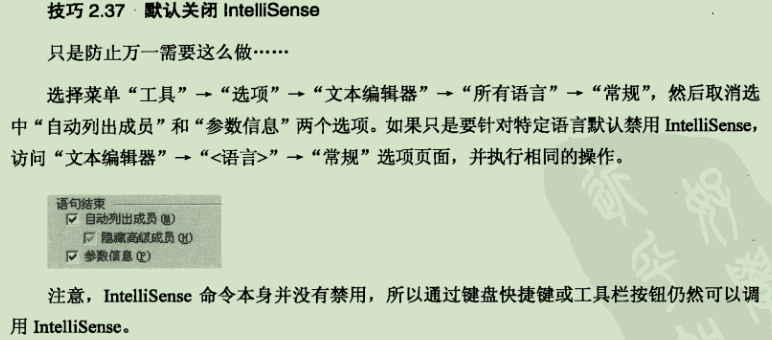 技巧 2.37 默认关闭 IntelliSense
只是防止万一需要这么做……
选择菜单“工具”→“选项”→“文本编辑器”→“所有语言”→“常规”，然后取消选
中“自动列出成员”和“参数信息”两个选项。如果只是要针对特定语言默认禁用 IntelliSense，
访问“文本编辑器”→“<语言>”→“常规”选项页面，并执行相同的操作。
语句结束
自动列出成员(M)
隐藏高级成员(H)
参数信息(P)
注意，IntelliSense 命令本身并没有禁用，所以通过键盘快捷键或工具栏按钮仍然可以调
用 IntelliSense。